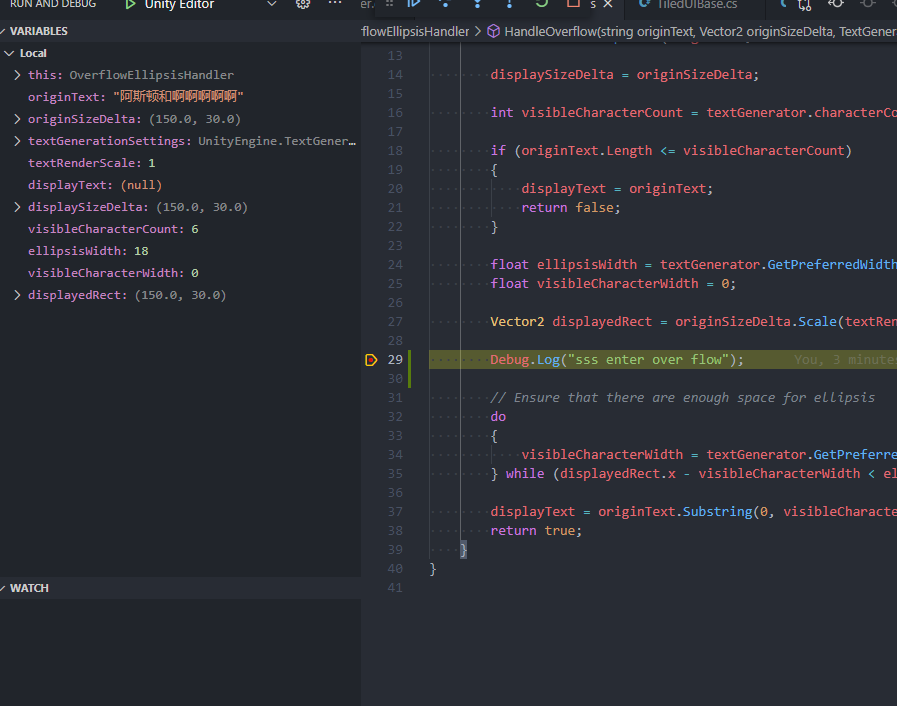 RUN AND DEBUG
Unity Editor
TiledUIBase.cs
VARIABLES
Local
this: OverflowEllipsisHandler
originText: "阿斯顿和啊啊啊啊啊"
originSizeDelta: (150.0, 30.0)
textGenerationSettings: UnityEngine.TextGener…
textRenderScale: 1
displayText: (null)
displaySizeDelta: (150.0, 30.0)
visibleCharacterCount: 6
ellipsisWidth: 18
visibleCharacterWidth: 0
displayedRect: (150.0, 30.0)
WATCH
flowEllipsisHandler > HandleOverflow(string originText, Vector2 originSizeDelta, TextGener
13
14 displaySizeDelta = originSizeDelta;
15
16 int visibleCharacterCount = textGenerator.characterCo
17
18 if (originText.Length <= visibleCharacterCount)
19 {
20 displayText = originText;
21 return false;
22 }
23
24 float ellipsisWidth = textGenerator.GetPreferredWidth
25 float visibleCharacterWidth = 0;
26
27 Vector2 displayedRect = originSizeDelta.Scale(textRen
28
29 Debug.Log("sss enter over flow"); You, 3 minute
30
31 // Ensure that there are enough space for ellipsis
32 do
33 {
34 visibleCharacterWidth = textGenerator.GetPreferre
35 } while (displayedRect.x - visibleCharacterWidth < el
36
37 displayText = originText.Substring(0, visibleCharacte
38 return true;
39 }
40 }
41